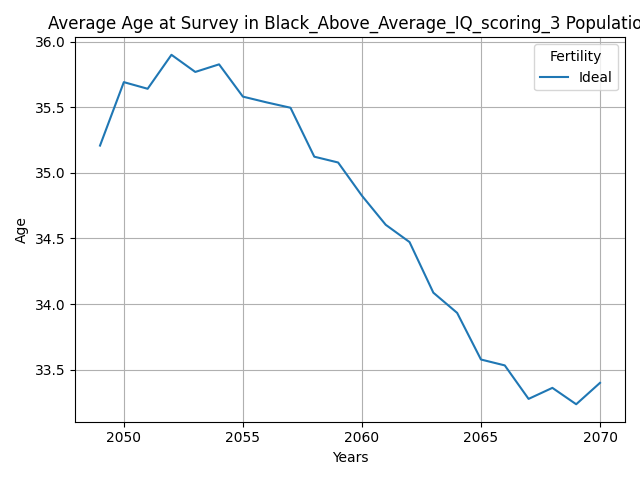 Average Age at Survey in Black_Above_Average_IQ_scoring_3 Populatio
36.0
35.5
35.0
34.5
34.0
33.5
Age
Fertility
Ideal
2050 2055 2060 2065 2070
Years